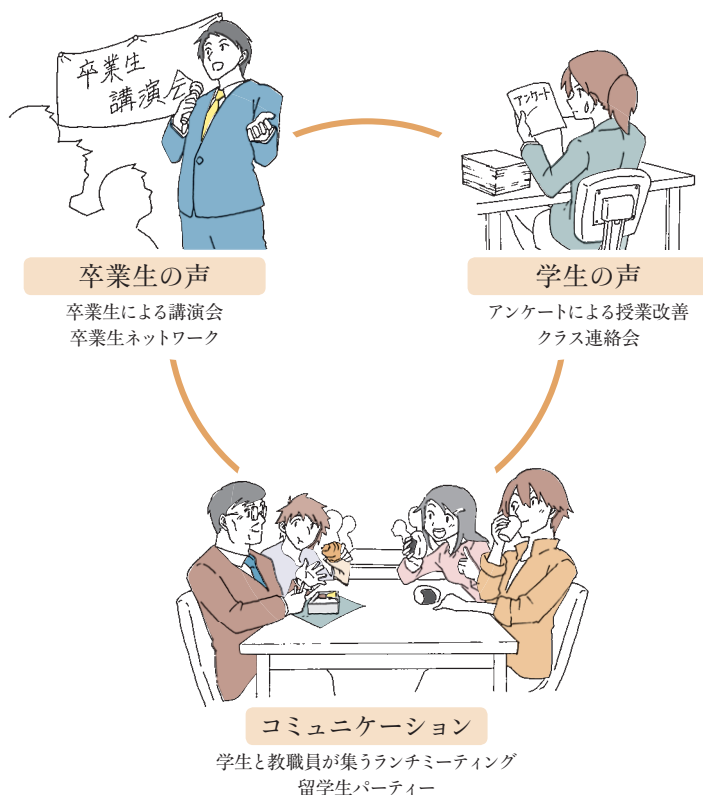 卒業生
講演会
アンケート
卒業生の声
卒業生による講演会
卒業生ネットワーク
学生の声
アンケートによる授業改善
クラス連絡会
コミュニケーション
学生と教職員が集うランチミーティング
留学生パーティー